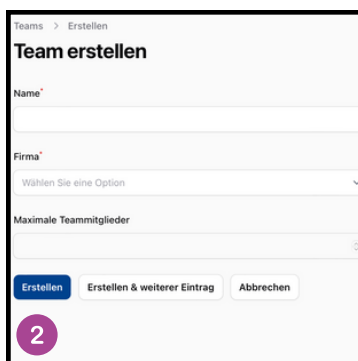 Teams > Erstellen
Team erstellen
Name*
Firma*
Wählen Sie eine Option
Maximale Teammitglieder
Erstellen Erstellen & weiterer Eintrag Abbrechen
2